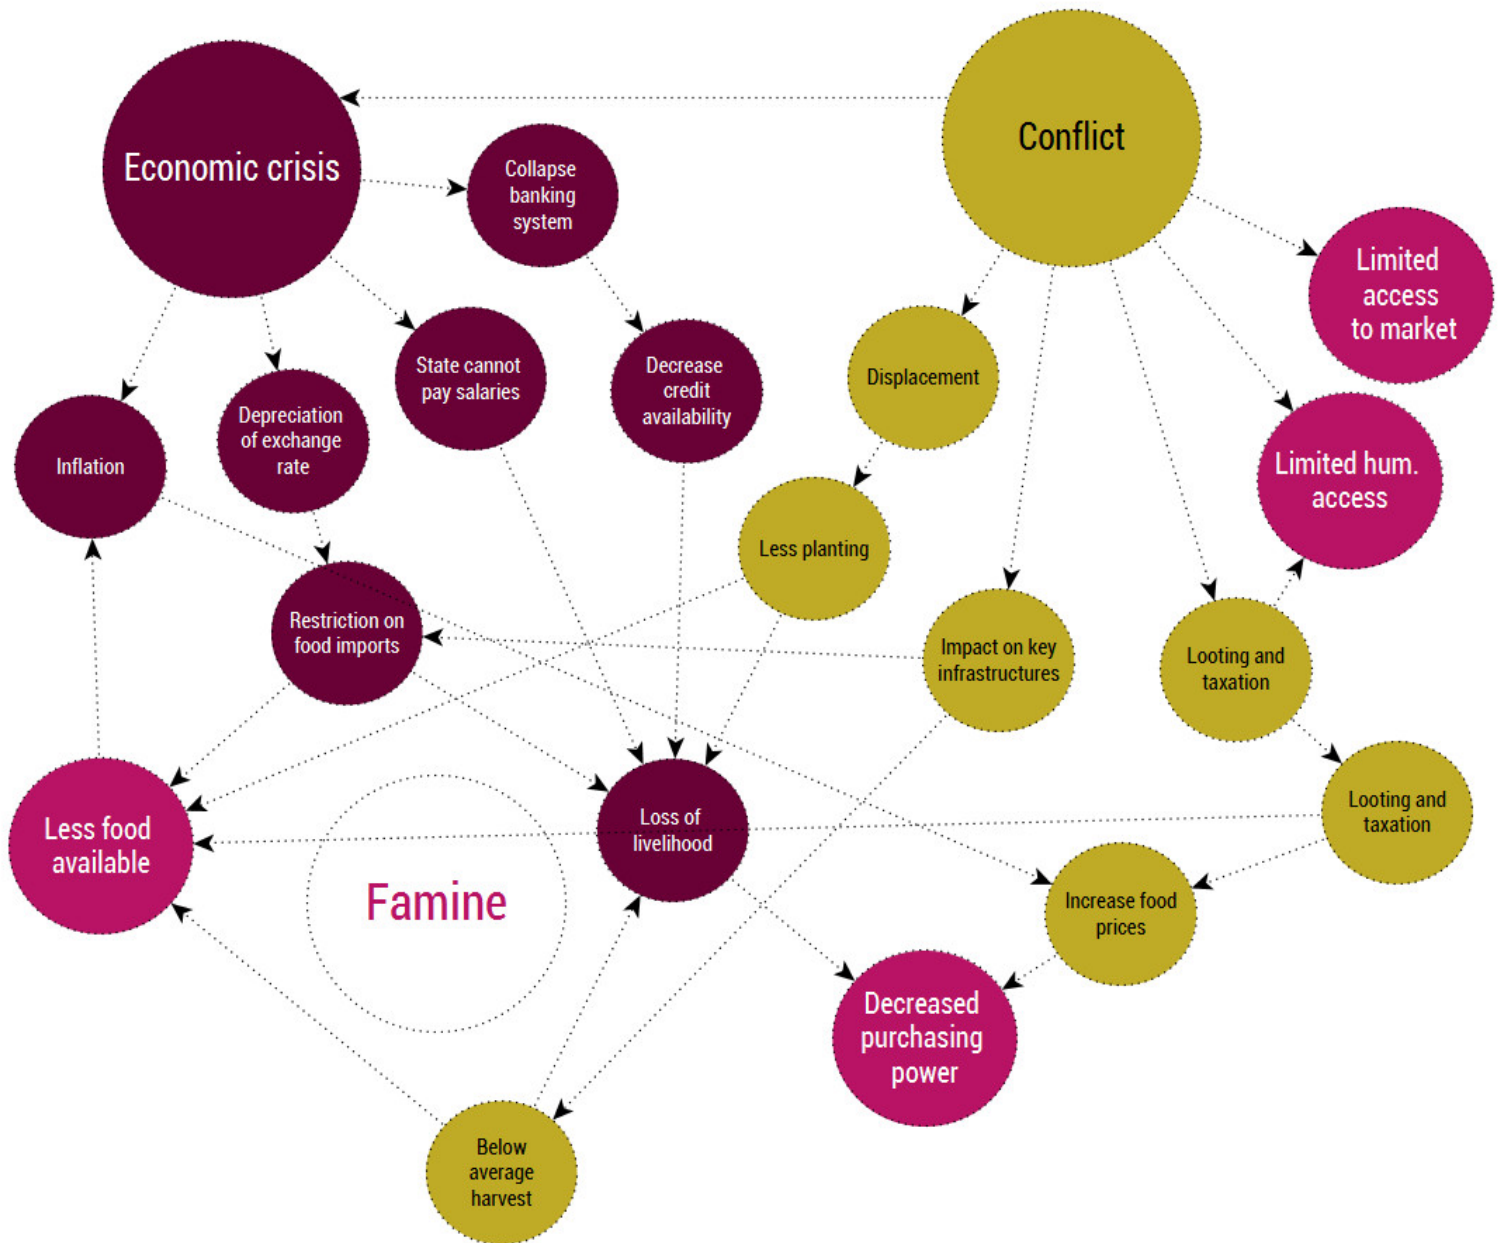 Economic crisis
Collapse
banking
system
Conflict
Limited
access
to market
State cannot
pay salaries
Decrease
credit
availability
Displacement
Depreciation
of exchange
rate
Inflation
Limited hum.
access
Less planting
Restriction on
food imports
Impact on key
infrastructures
Looting and
taxation
Less food
available
Loss of
livelihood
Looting and
taxation
Famine
Increase food
prices
Decreased
purchasing
power
Below
average
harvest